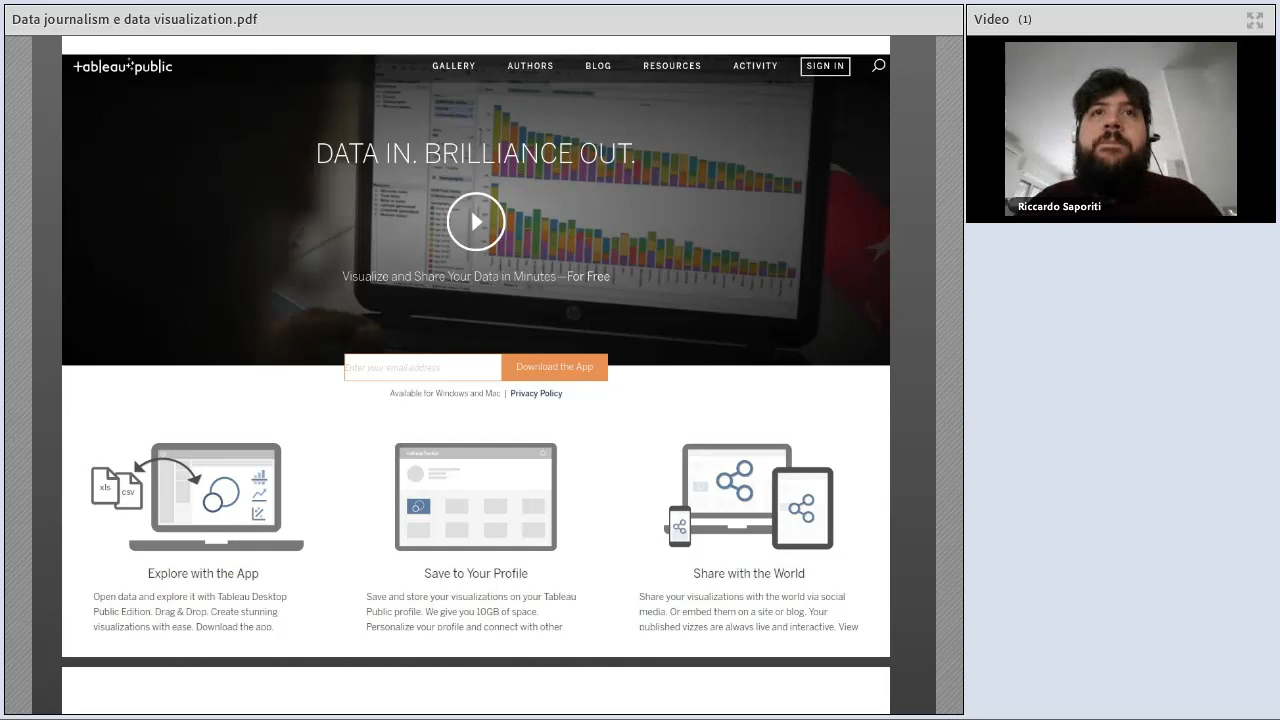 Data journalism e data visualization.pdf
Video (1)
tableau public
GALLERY AUTHORS BLOG RESOURCES ACTIVITY SIGN IN
DATA IN. BRILLIANCE OUT.
Visualize and Share Your Data in Minutes—For Free
Enter your email address
Download the App
Available for Windows and Mac | Privacy Policy
xls
csv
Explore with the App
Open data and explore it with Tableau Desktop
Public Edition. Drag & Drop. Create stunning
visualizations with ease. Download the app.
Save to Your Profile
Save and store your visualizations on your Tableau
Public profile. We give you 10GB of space.
Personalize your profile and connect with other
Share with the World
Share your visualizations with the world via social
media. Or embed them on a site or blog. Your
published vizzes are always live and interactive. View
Riccardo Saporiti